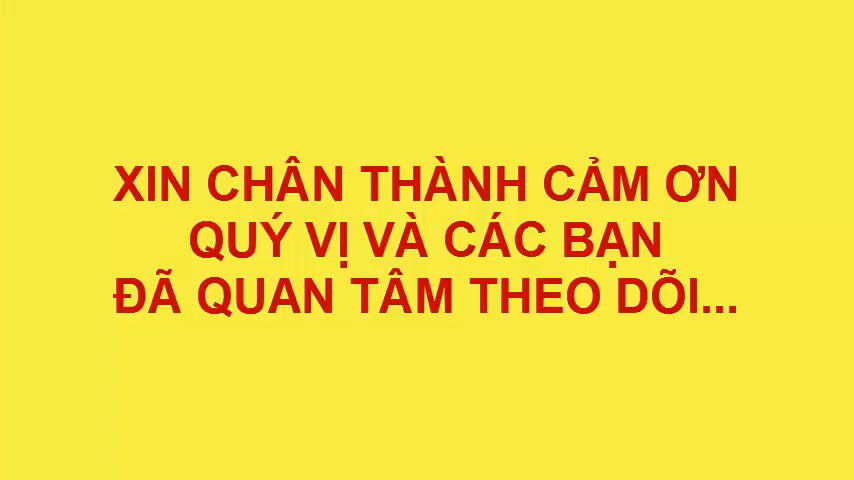 XIN CHÂN THÀNH CẢM ƠN
QUÝ VỊ VÀ CÁC BẠN
ĐÃ QUAN TÂM THEO DÕI...